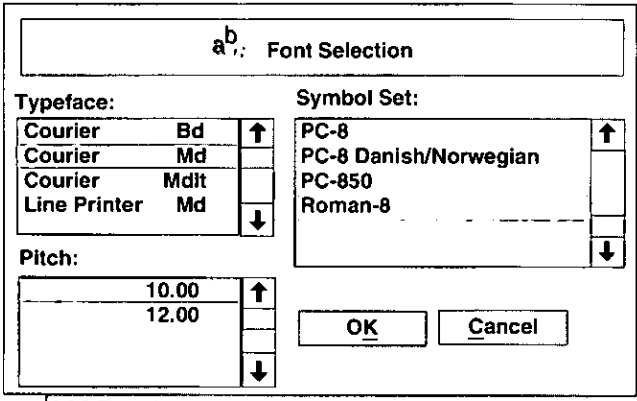 ab Font Selection
Typeface:
Courier Bd
Courier Md
Courier MdIt
Line Printer Md
Symbol Set:
PC-8
PC-8 Danish/Norwegian
PC-850
Roman-8
Pitch:
10.00
12.00
OK
Cancel